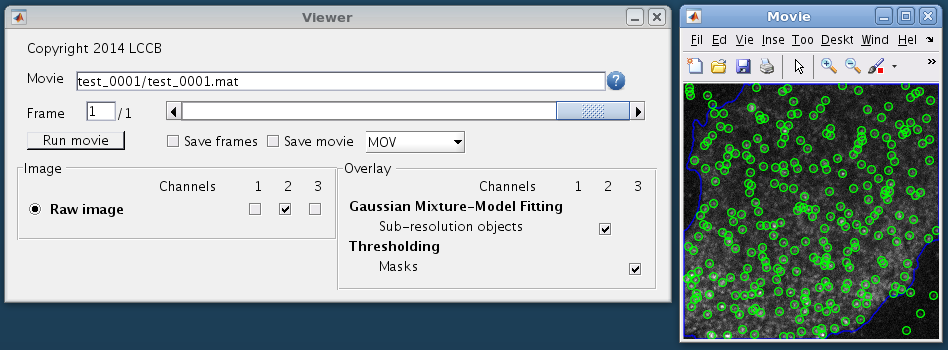 Viewer
Copyright 2014 LCCB
Movie test_0001/test_0001.mat ?
Frame 1 / 1
Run movie Save frames Save movie MOV
Image
Channels 1 2 3
Raw image
Overlay
Channels 1 2 3
Gaussian Mixture-Model Fitting
Sub-resolution objects
Thresholding
Masks
Movie
Fil Ed Vie Inse Too Deskt Wind Hel